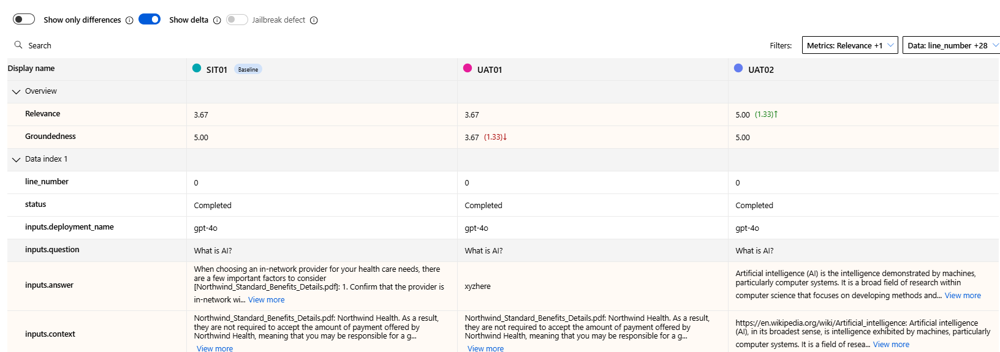 Show only differences Show delta Jailbreak defect
Search Filters: Metrics: Relevance +1 Data: line_number +28
Display name SIT01 Baseline UAT01 UAT02
Overview
Relevance 3.67 3.67 5.00 (1.33)↑
Groundedness 5.00 3.67 (1.33)↓ 5.00
Data index 1
line_number 0 0 0
status Completed Completed Completed
inputs.deployment_name gpt-4o gpt-4o gpt-4o
inputs.question What is AI? What is AI? What is AI?
inputs.answer
When choosing an in-network provider for your health care needs, there
are a few important factors to consider
[Northwind_Standard_Benefits_Details.pdf]: 1. Confirm that the provider is
in-network wi... View more
xyzhere
Artificial intelligence (AI) is the intelligence demonstrated by machines,
particularly computer systems. It is a broad field of research within
computer science that focuses on developing methods and... View more
inputs.context
Northwind_Standard_Benefits_Details.pdf: Northwind Health. As a result,
they are not required to accept the amount of payment offered by
Northwind Health, meaning that you may be responsible for a g...
View more
Northwind_Standard_Benefits_Details.pdf: Northwind Health. As a result,
they are not required to accept the amount of payment offered by
Northwind Health, meaning that you may be responsible for a g...
View more
https://en.wikipedia.org/wiki/Artificial_intelligence: Artificial intelligence
(AI), in its broadest sense, is intelligence exhibited by machines, particularly
computer systems. It is a field of resea... View more